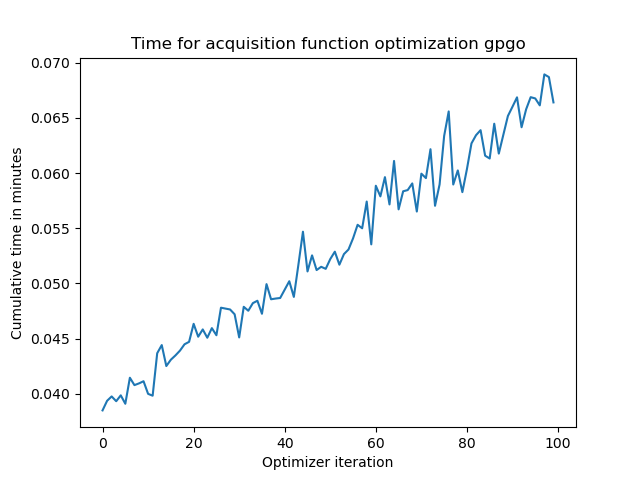 Time for acquisition function optimization gpgo
0.070
0.065
0.060
0.055
0.050
0.045
0.040
Cumulative time in minutes
0 20 40 60 80 100
Optimizer iteration